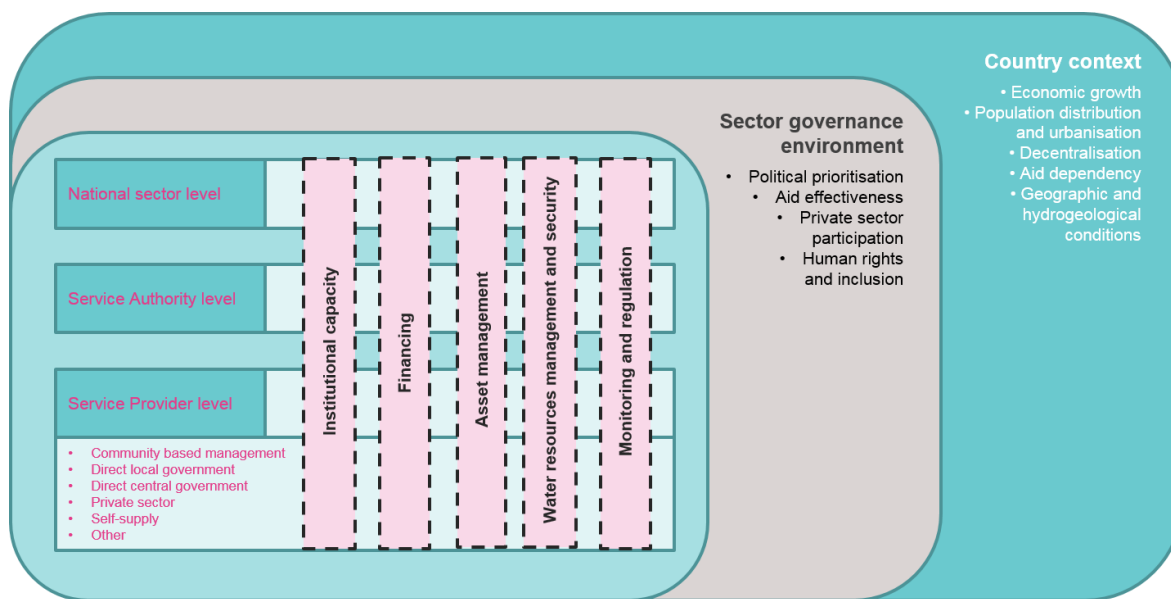 Country context
• Economic growth
• Population distribution
and urbanisation
• Decentralisation
• Aid dependency
• Geographic and
hydrogeological
conditions
Sector governance
environment
• Political prioritisation
• Aid effectiveness
• Private sector
participation
• Human rights
and inclusion
National sector level
Service Authority level
Service Provider level
• Community based management
• Direct local government
• Direct central government
• Private sector
• Self-supply
• Other
Institutional capacity
Financing
Asset management
Water resources management and security
Monitoring and regulation